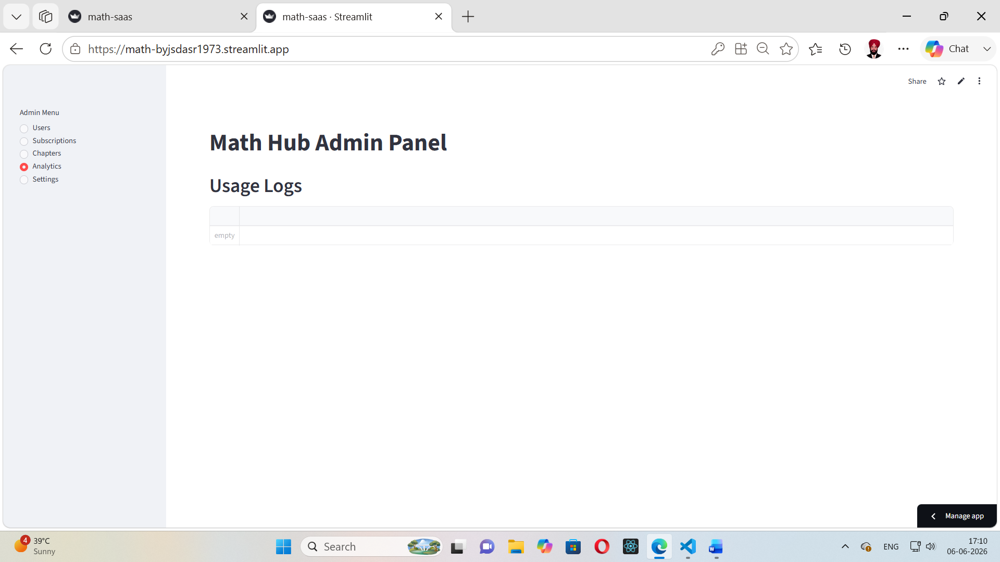 math-saas
math-saas · Streamlit
https://math-byjsdasr1973.streamlit.app
Chat
Share
Admin Menu
Users
Subscriptions
Chapters
Analytics
Settings
Math Hub Admin Panel
Usage Logs
empty
Manage app
4
39°C
Sunny
Search
W
ENG
17:10
06-06-2026